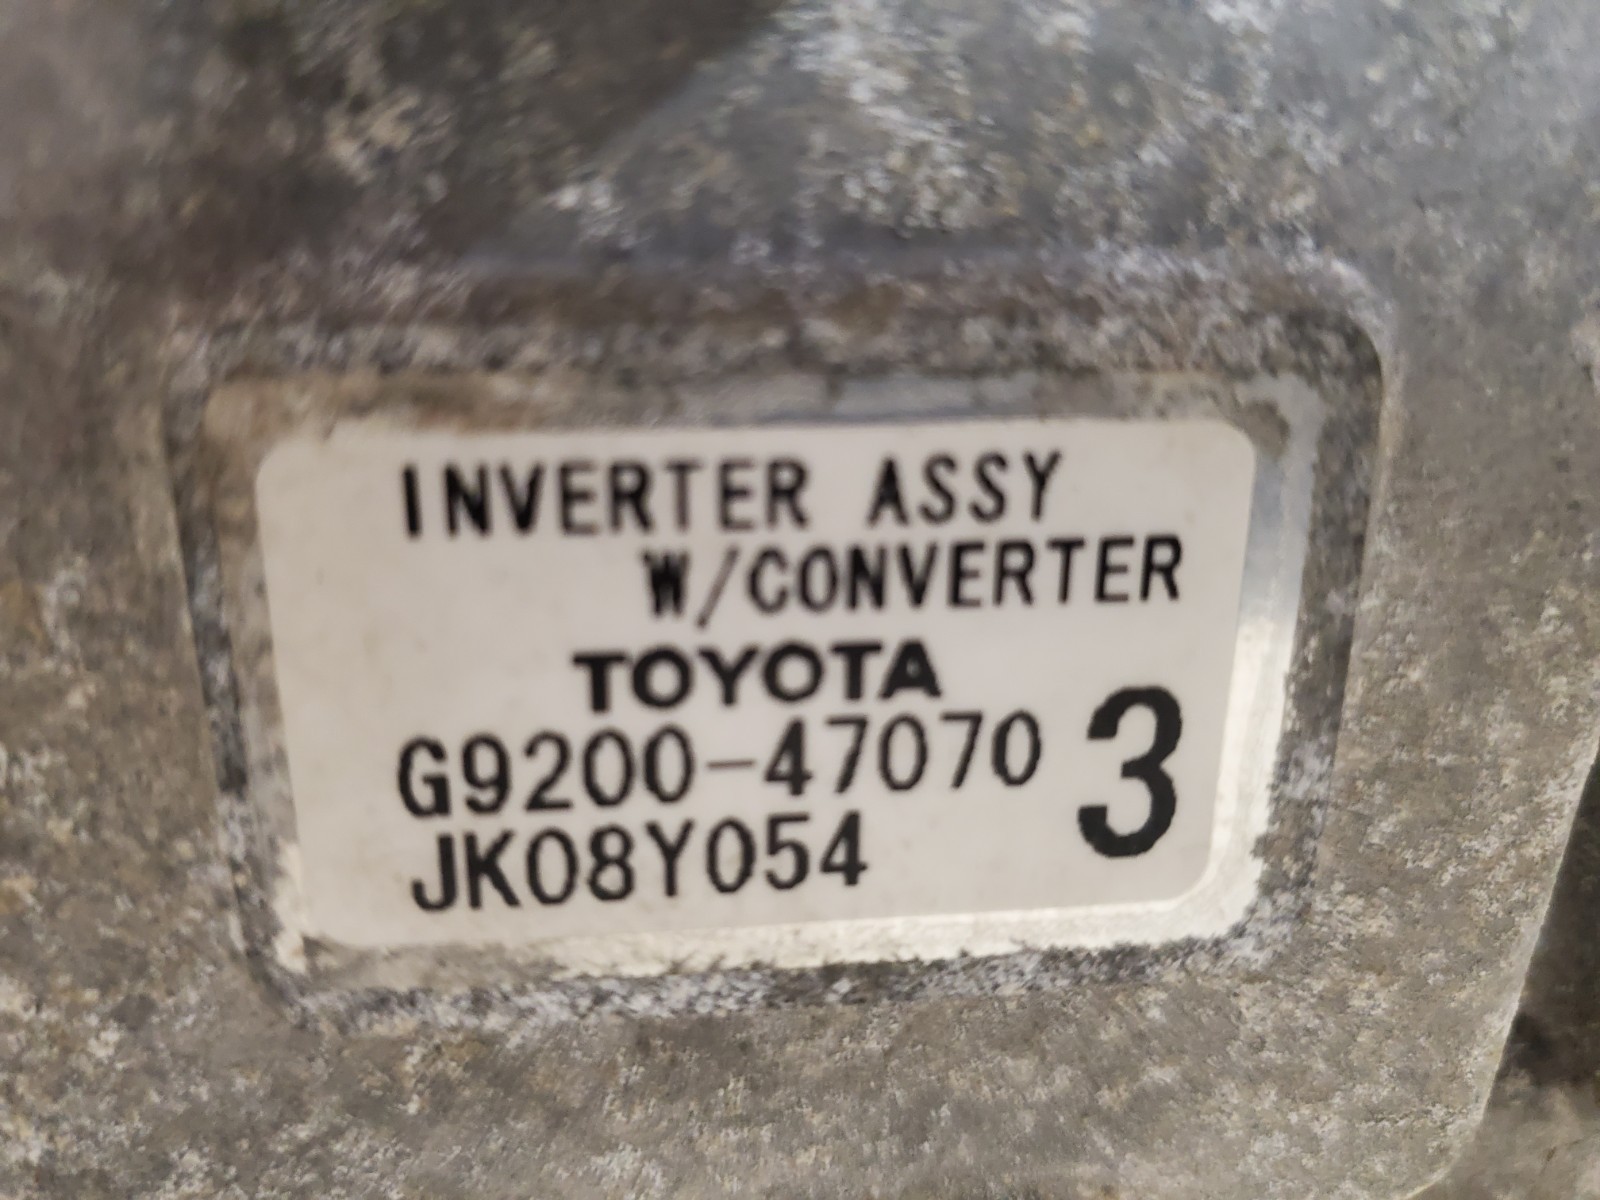 INVERTER ASSY
W/CONVERTER
TOYOTA
G9200-47070 3
JK08Y054